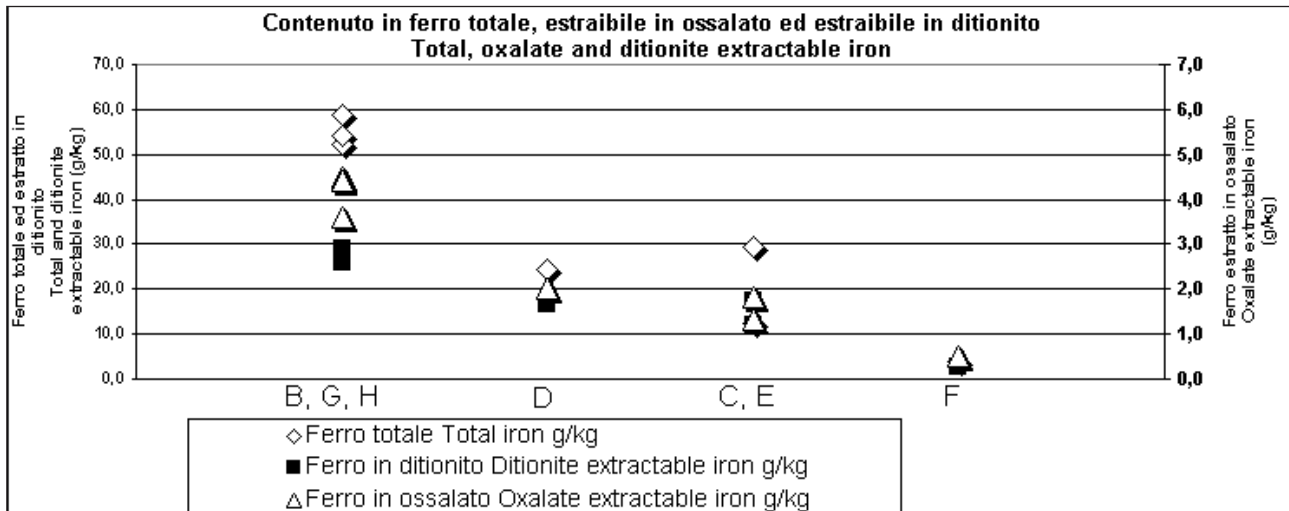 Contenuto in ferro totale, estraibile in ossalato ed estraibile in ditionito
Total, oxalate and ditionite extractable iron
Ferro totale ed estratto in
ditionito
Total and ditionite
extractable iron (g/kg)
70,0
60,0
50,0
40,0
30,0
20,0
10,0
0,0
7,0
6,0
5,0
4,0
3,0
2,0
1,0
0,0
Ferro estratto in ossalato
Oxalate extractable iron
(g/kg)
B, G, H
D
C, E
F
Ferro totale Total iron g/kg
Ferro in ditionito Ditionite extractable iron g/kg
Ferro in ossalato Oxalate extractable iron g/kg